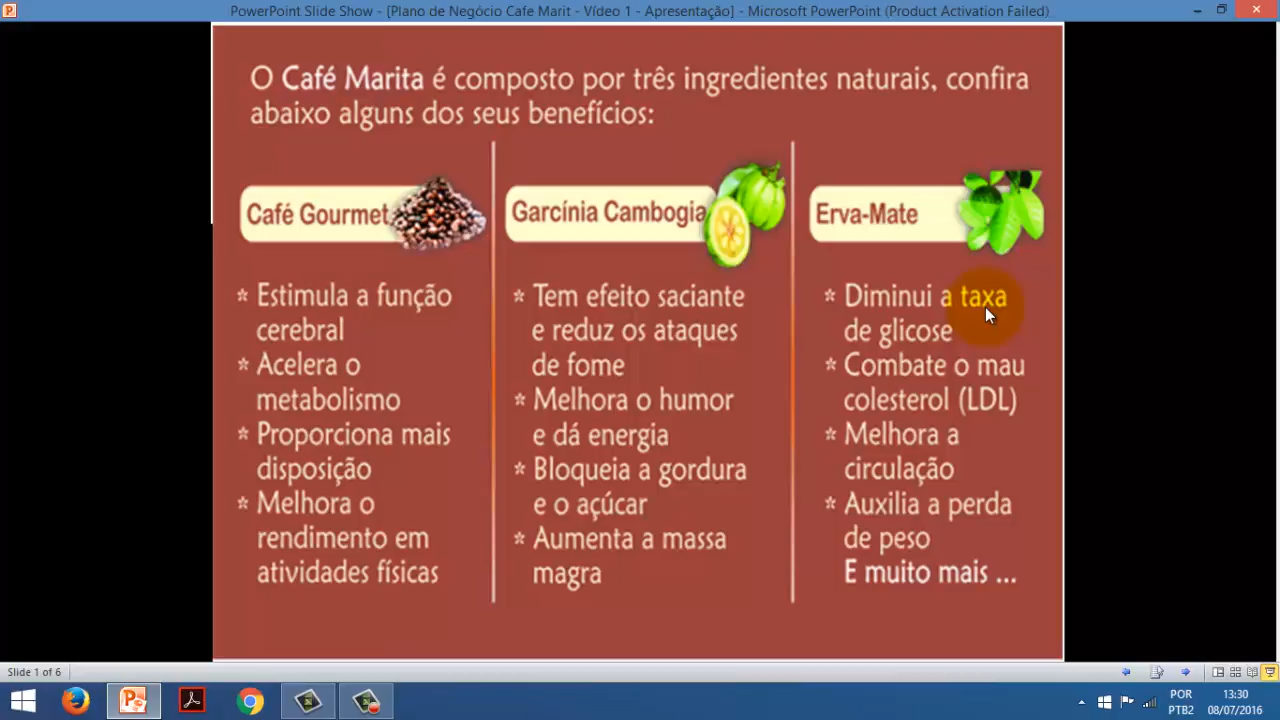 PowerPoint Slide Show - [Plano de Negócio Cafe Marit - Vídeo 1 - Apresentação] - Microsoft PowerPoint (Product Activation Failed)
O Café Marita é composto por três ingredientes naturais, confira
abaixo alguns dos seus benefícios:
Café Gourmet
* Estimula a função
cerebral
* Acelera o
metabolismo
* Proporciona mais
disposição
* Melhora o
rendimento em
atividades físicas
Garcínia Cambogia
* Tem efeito saciante
e reduz os ataques
de fome
* Melhora o humor
e dá energia
* Bloqueia a gordura
e o açúcar
* Aumenta a massa
magra
Erva-Mate
* Diminui a taxa
de glicose
* Combate o mau
colesterol (LDL)
* Melhora a
circulação
* Auxilia a perda
de peso
E muito mais ...
Slide 1 of 6
POR
PTB2
13:30
08/07/2016